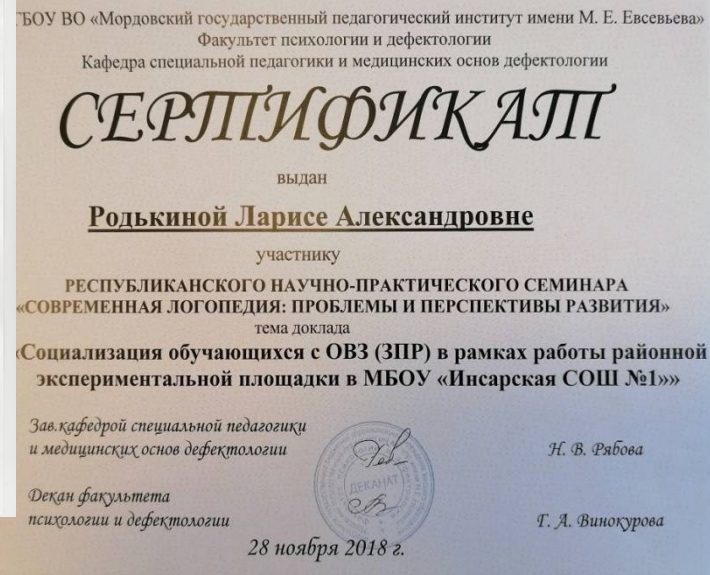 ГБОУ ВО «Мордовский государственный педагогический институт имени М. Е. Евсевьева»
Факультет психологии и дефектологии
Кафедра специальной педагогики и медицинских основ дефектологии
СЕРТИФИКАТ
выдан
Родькиной Ларисе Александровне
участнику
РЕСПУБЛИКАНСКОГО НАУЧНО-ПРАКТИЧЕСКОГО СЕМИНАРА
«СОВРЕМЕННАЯ ЛОГОПЕДИЯ: ПРОБЛЕМЫ И ПЕРСПЕКТИВЫ РАЗВИТИЯ»
тема доклада
«Социализация обучающихся с ОВЗ (ЗПР) в рамках работы районной
экспериментальной площадки в МБОУ «Инсарская СОШ №1»»
Зав.кафедрой специальной педагогики
и медицинских основ дефектологии Н. В. Рябова
ДЕКАНАТ
Декан факультета
психологии и дефектологии Г. А. Винокурова
28 ноября 2018 г.